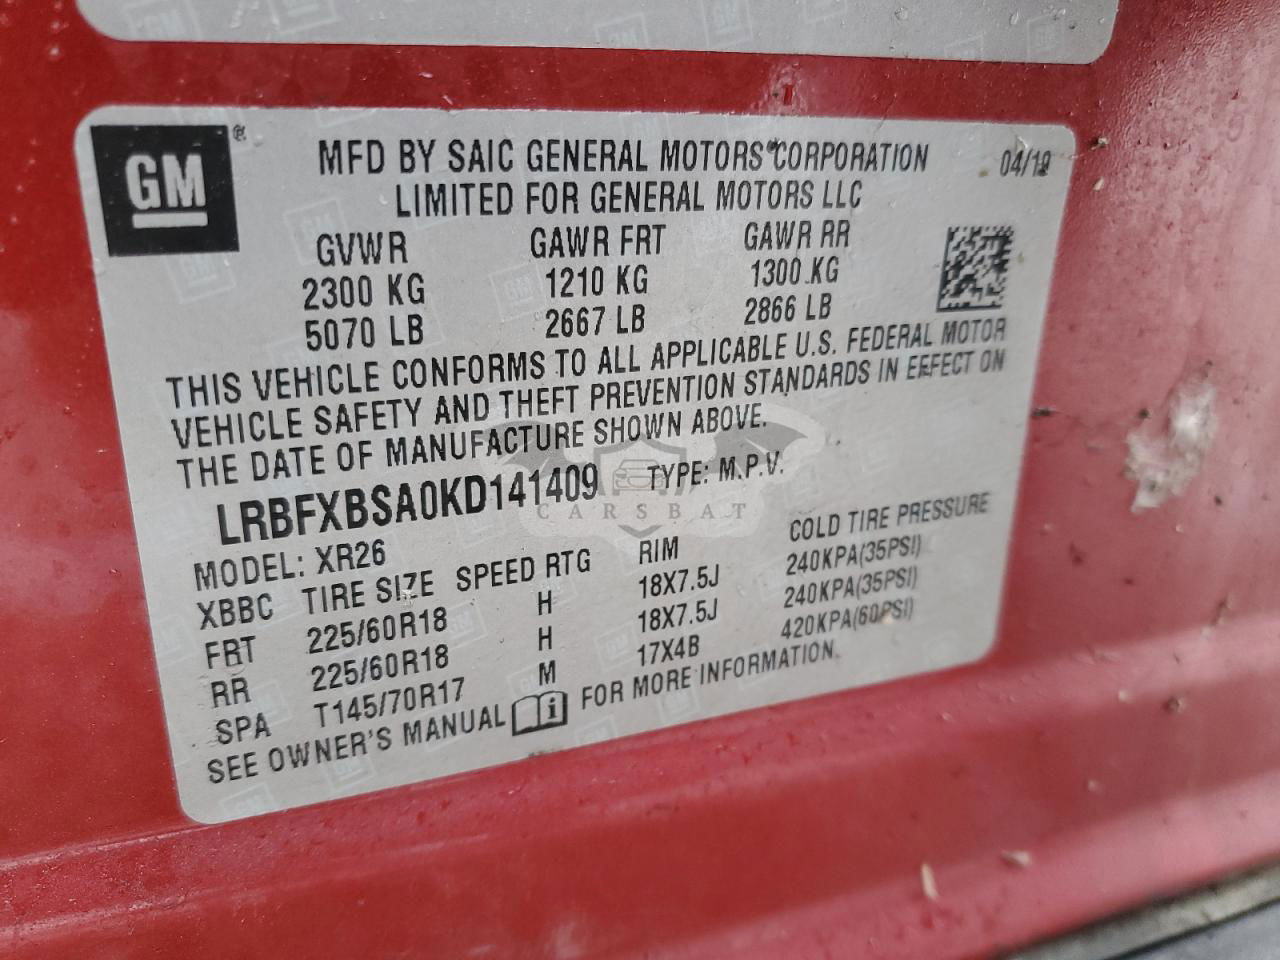 GM®
MFD BY SAIC GENERAL MOTORS CORPORATION 04/19
LIMITED FOR GENERAL MOTORS LLC
GVWR GAWR FRT GAWR RR
2300 KG 1210 KG 1300 KG
5070 LB 2667 LB 2866 LB
THIS VEHICLE CONFORMS TO ALL APPLICABLE U.S. FEDERAL MOTOR
VEHICLE SAFETY AND THEFT PREVENTION STANDARDS IN EFFECT ON
THE DATE OF MANUFACTURE SHOWN ABOVE.
LRBFXBSA0KD141409 TYPE: M.P.V.
CARSBAT
MODEL: XR26
XBBC TIRE SIZE SPEED RTG RIM COLD TIRE PRESSURE
FRT 225/60R18 H 18X7.5J 240KPA(35PSI)
RR 225/60R18 H 18X7.5J 240KPA(35PSI)
SPA T145/70R17 M 17X4B 420KPA(60PSI)
SEE OWNER'S MANUAL i FOR MORE INFORMATION.